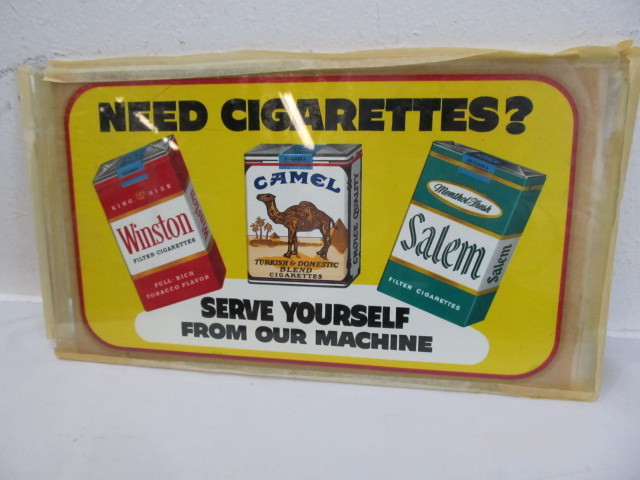 NEED CIGARETTES?
KING SIZE
Winston
FILTER-CIGARETTES
FULL-RICH
TOBACCO FLAVOR
CAMEL
CHOICE QUALITY
TURKISH & DOMESTIC
BLEND
CIGARETTES
Menthol Fresh
Salem
Salem
FILTER CIGARETTES
SERVE YOURSELF
FROM OUR MACHINE